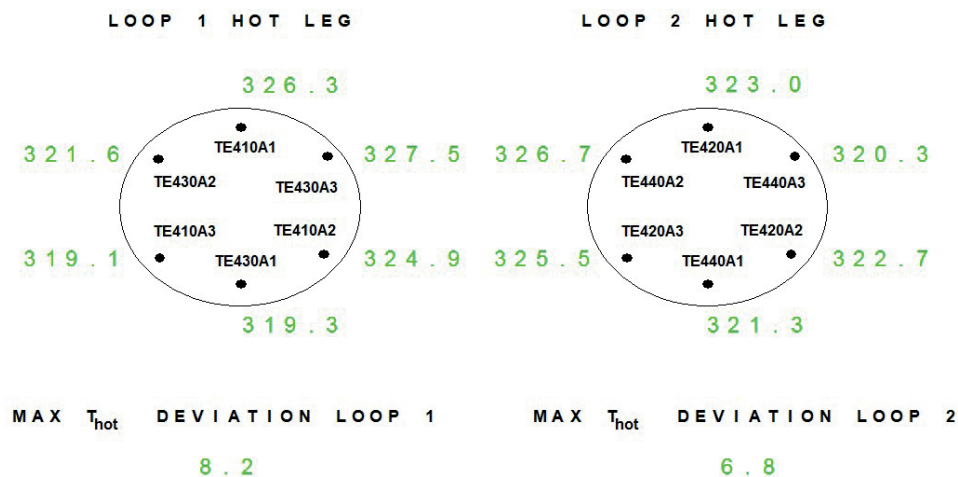 LOOP 1 HOT LEG
LOOP 2 HOT LEG
326.3
323.0
321.6
TE410A1
327.5
326.7
TE420A1
320.3
TE430A2
TE430A3
TE440A2
TE440A3
TE410A3
TE410A2
TE420A3
TE420A2
319.1
TE430A1
324.9
325.5
TE440A1
322.7
319.3
321.3
MAX Thot DEVIATION LOOP 1
MAX Thot DEVIATION LOOP 2
8.2
6.8